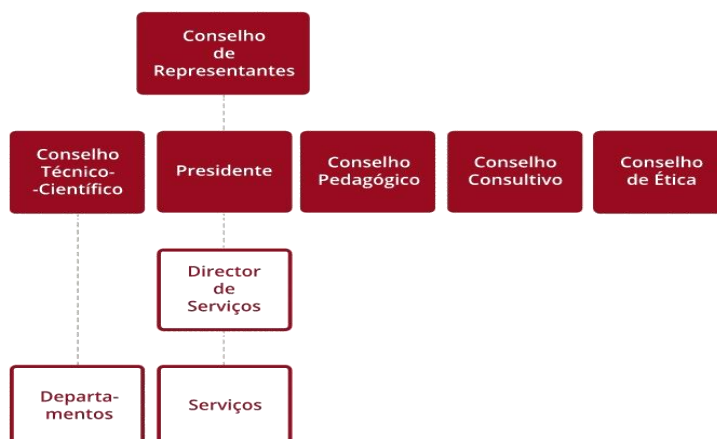 Conselho
de
Representantes
Conselho
Técnico-
-Científico
Presidente
Conselho
Pedagógico
Conselho
Consultivo
Conselho
de Ética
Director
de
Serviços
Departa-
mentos
Serviços